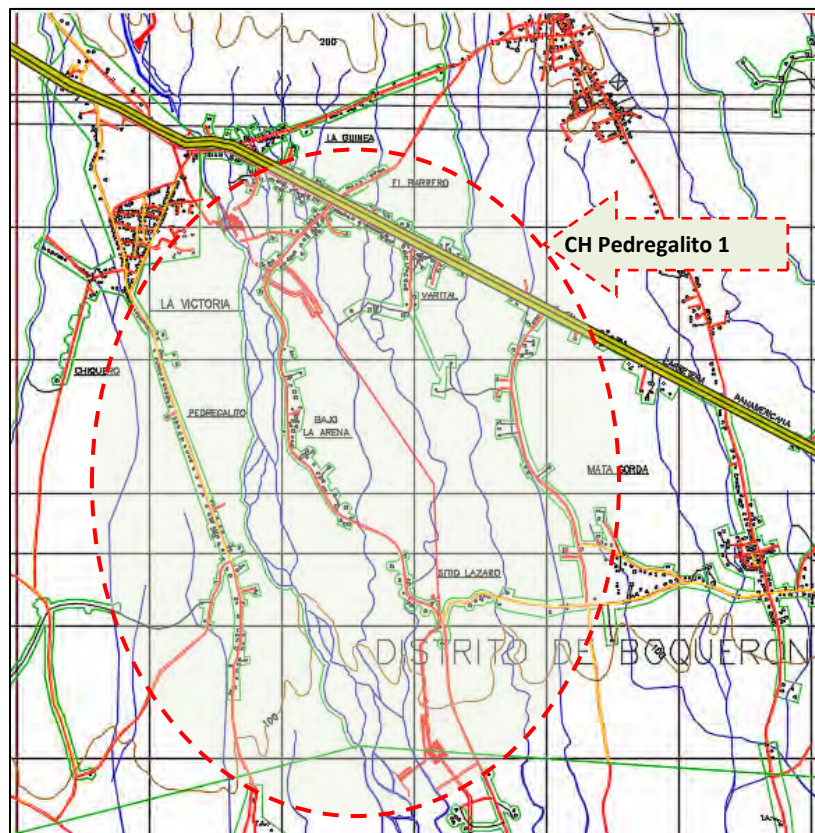 200
LA GUINEA
EL BARRERO
CH Pedregalito 1
VARITAL
LA VICTORIA
CHIQUERO
CARRETERA
PANAMERICANA
PEDREGALITO
BAJO
LA ARENA
MATA GORDA
SITIO LAZARO
DISTRITO DE BOQUERON
100
100